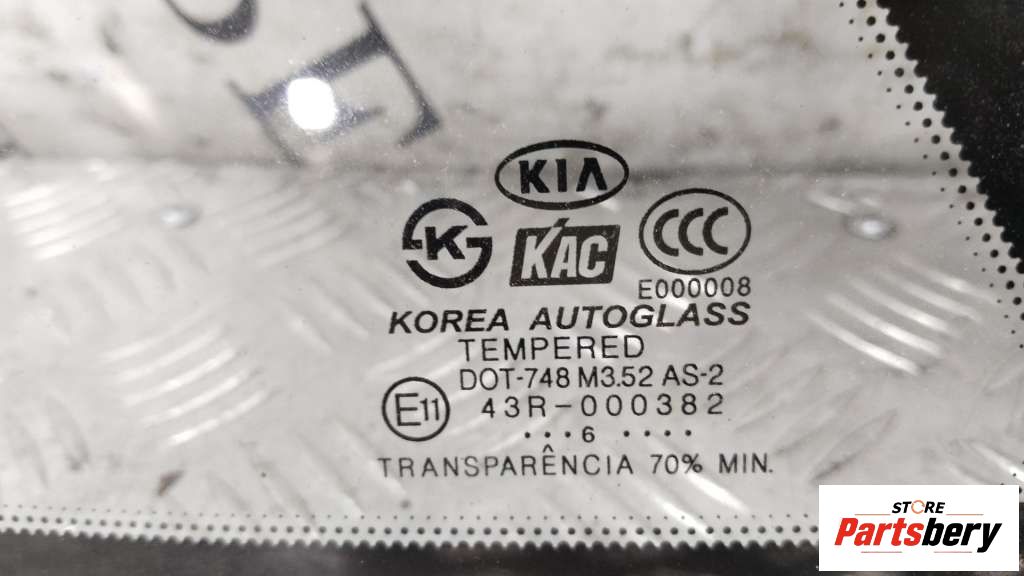 KIA
K KAC CCC
E000008
KOREA AUTOGLASS
TEMPERED
DOT-748 M3.52 AS-2
E11 43R-000382
···6 ····
TRANSPARÊNCIA 70% MIN.
STORE
Partsbery